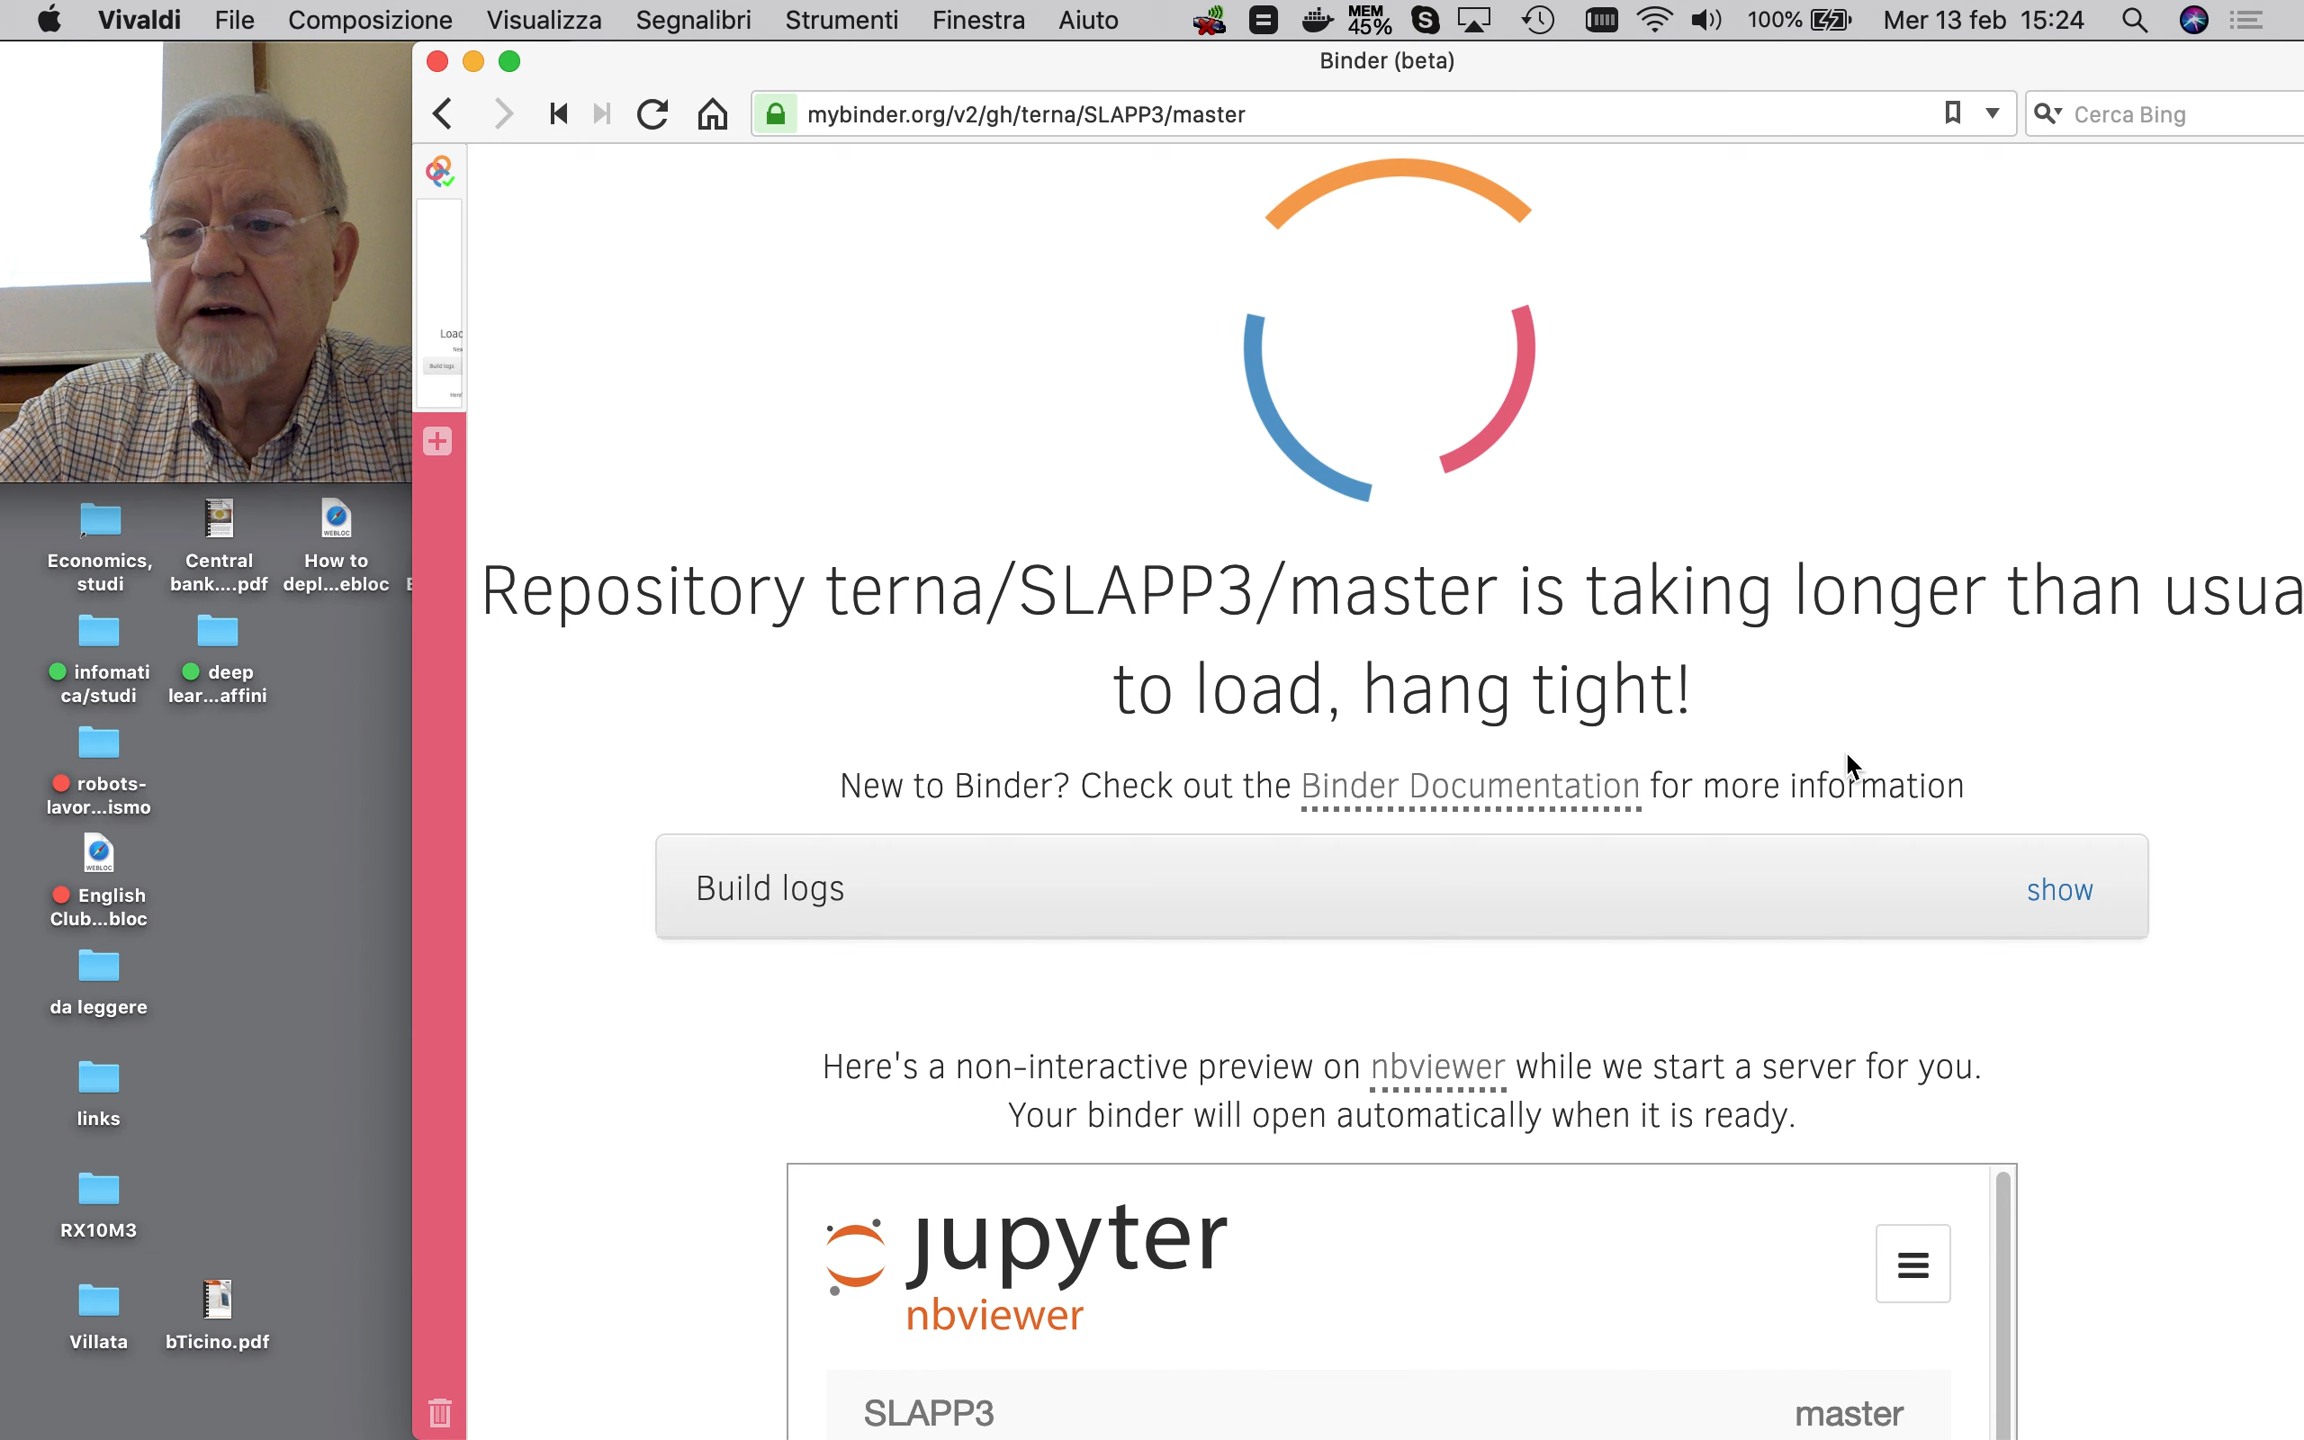 Vivaldi File Composizione Visualizza Segnalibri Strumenti Finestra Aiuto MEM 45% 100% Mer 13 feb 15:24
Binder (beta)
mybinder.org/v2/gh/terna/SLAPP3/master
Cerca Bing
Load
Build logs
Economics, studi
Central bank....pdf
WEBLOC
How to depl...ebloc
infomati ca/studi
deep lear...affini
robots- lavor...ismo
WEBLOC
English Club...bloc
da leggere
links
RX10M3
Villata
bTicino.pdf
Repository terna/SLAPP3/master is taking longer than usua
to load, hang tight!
New to Binder? Check out the Binder Documentation for more information
Build logs show
Here's a non-interactive preview on nbviewer while we start a server for you.
Your binder will open automatically when it is ready.
jupyter
nbviewer
SLAPP3 master